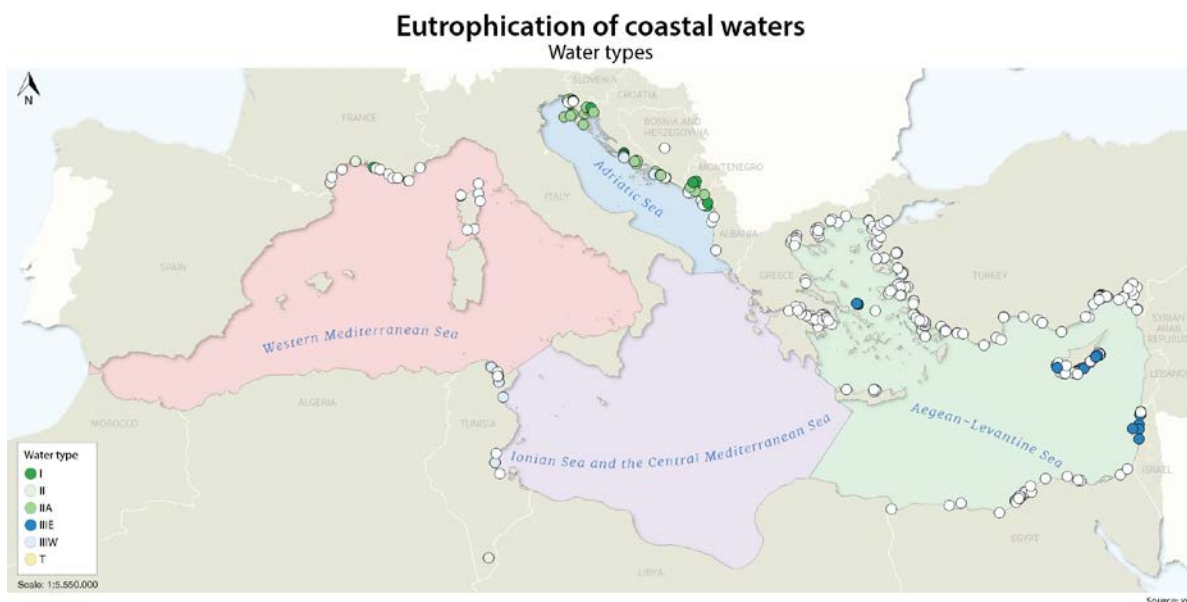 Eutrophication of coastal waters
Water types
N
SLOVENIA
CROATIA
FRANCE
BOSNIA AND
HERZEGOVINA
MONTENEGRO
ITALY
Adriatic Sea
ALBANIA
SPAIN
GREECE
TURKEY
SYRIAN
ARAB
REPUBLIC
Western Mediterranean Sea
LEBANON
MOROCCO
ALGERIA
TUNISIA
Ionian Sea and the Central Mediterranean Sea
Aegean-Levantine Sea
ISRAEL
EGYPT
LIBYA
Water type
I
II
IIA
IIIE
IIIW
T
Scale: 1:5.550.000